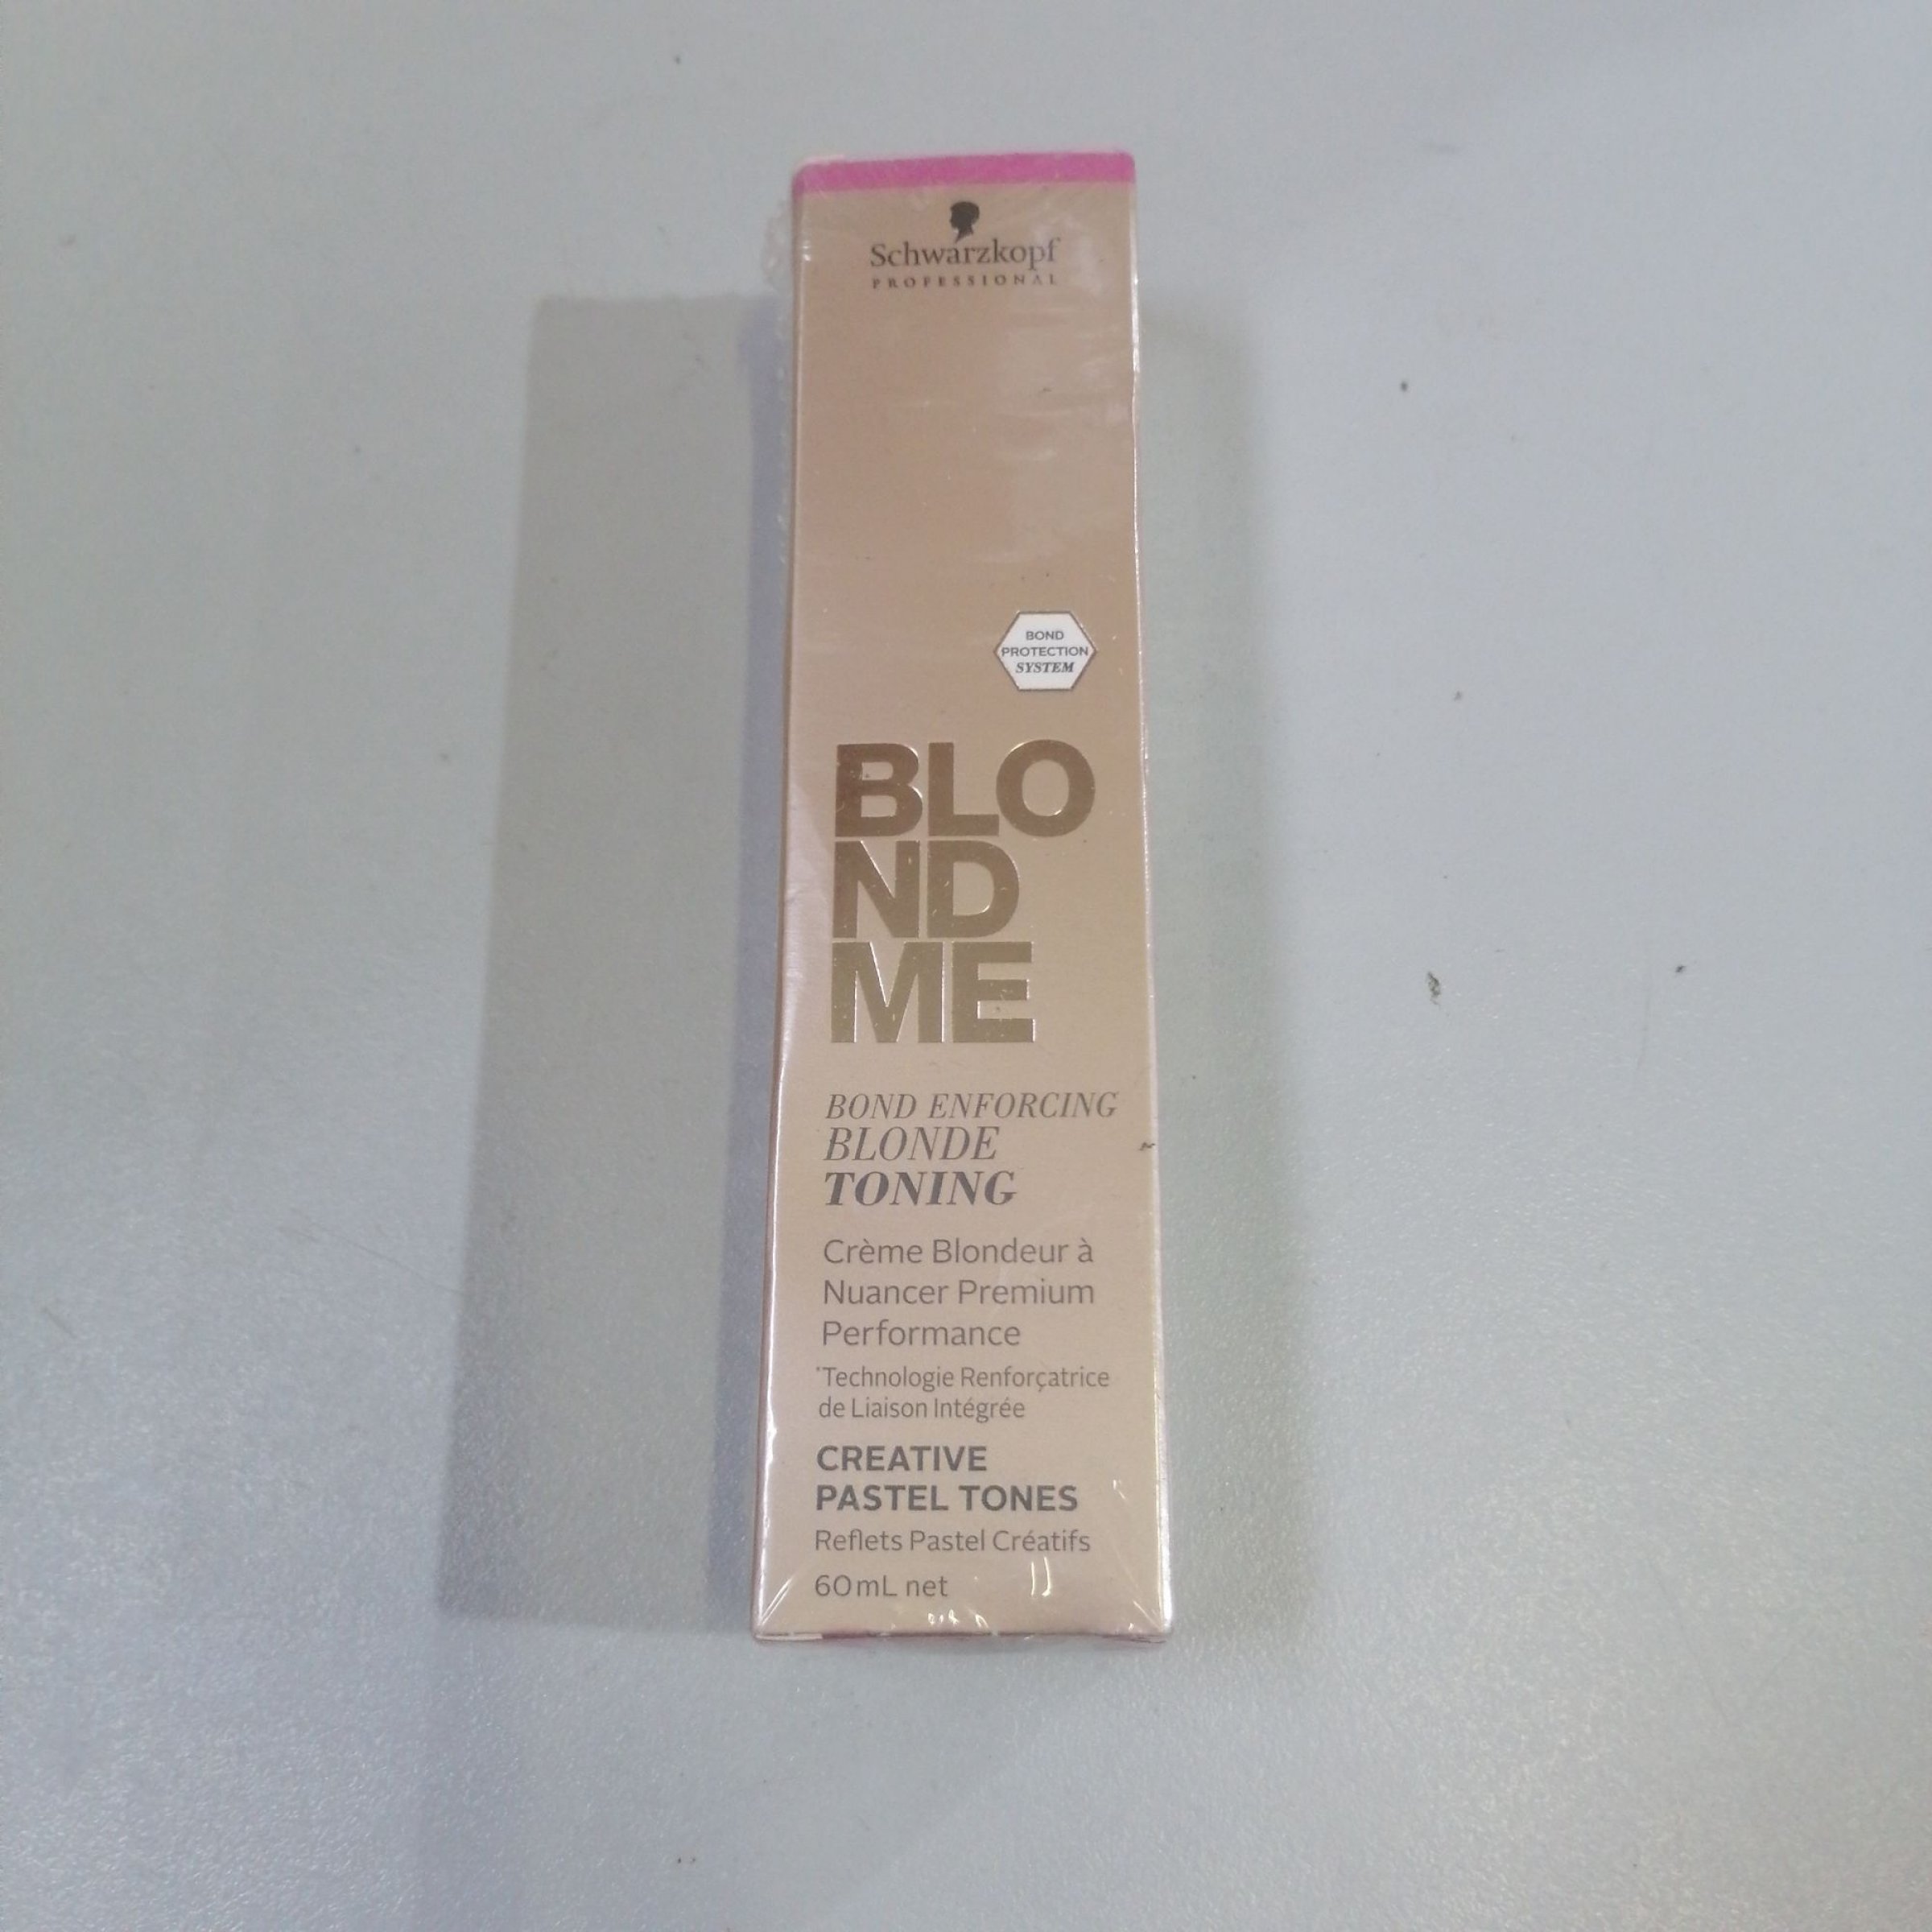 Schwarzkopf
PROFESSIONAL
BOND
PROTECTION
SYSTEM
BLO
ND
ME
BOND ENFORCING
BLONDE
TONING
Crème Blondeur à
Nuancer Premium
Performance
*Technologie Renforçatrice
de Liaison Intégrée
CREATIVE
PASTEL TONES
Reflets Pastel Créatifs
60mL net